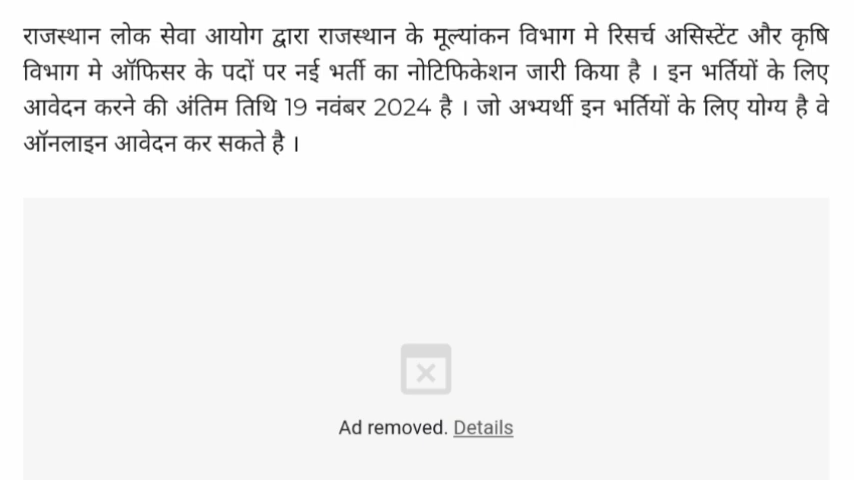 राजस्थान लोक सेवा आयोग द्वारा राजस्थान के मूल्यांकन विभाग मे रिसर्च असिस्टेंट और कृषि
विभाग मे ऑफिसर के पदों पर नई भर्ती का नोटिफिकेशन जारी किया है । इन भर्तियों के लिए
आवेदन करने की अंतिम तिथि 19 नवंबर 2024 है । जो अभ्यर्थी इन भर्तियों के लिए योग्य है वे
ऑनलाइन आवेदन कर सकते है ।
Ad removed. Details